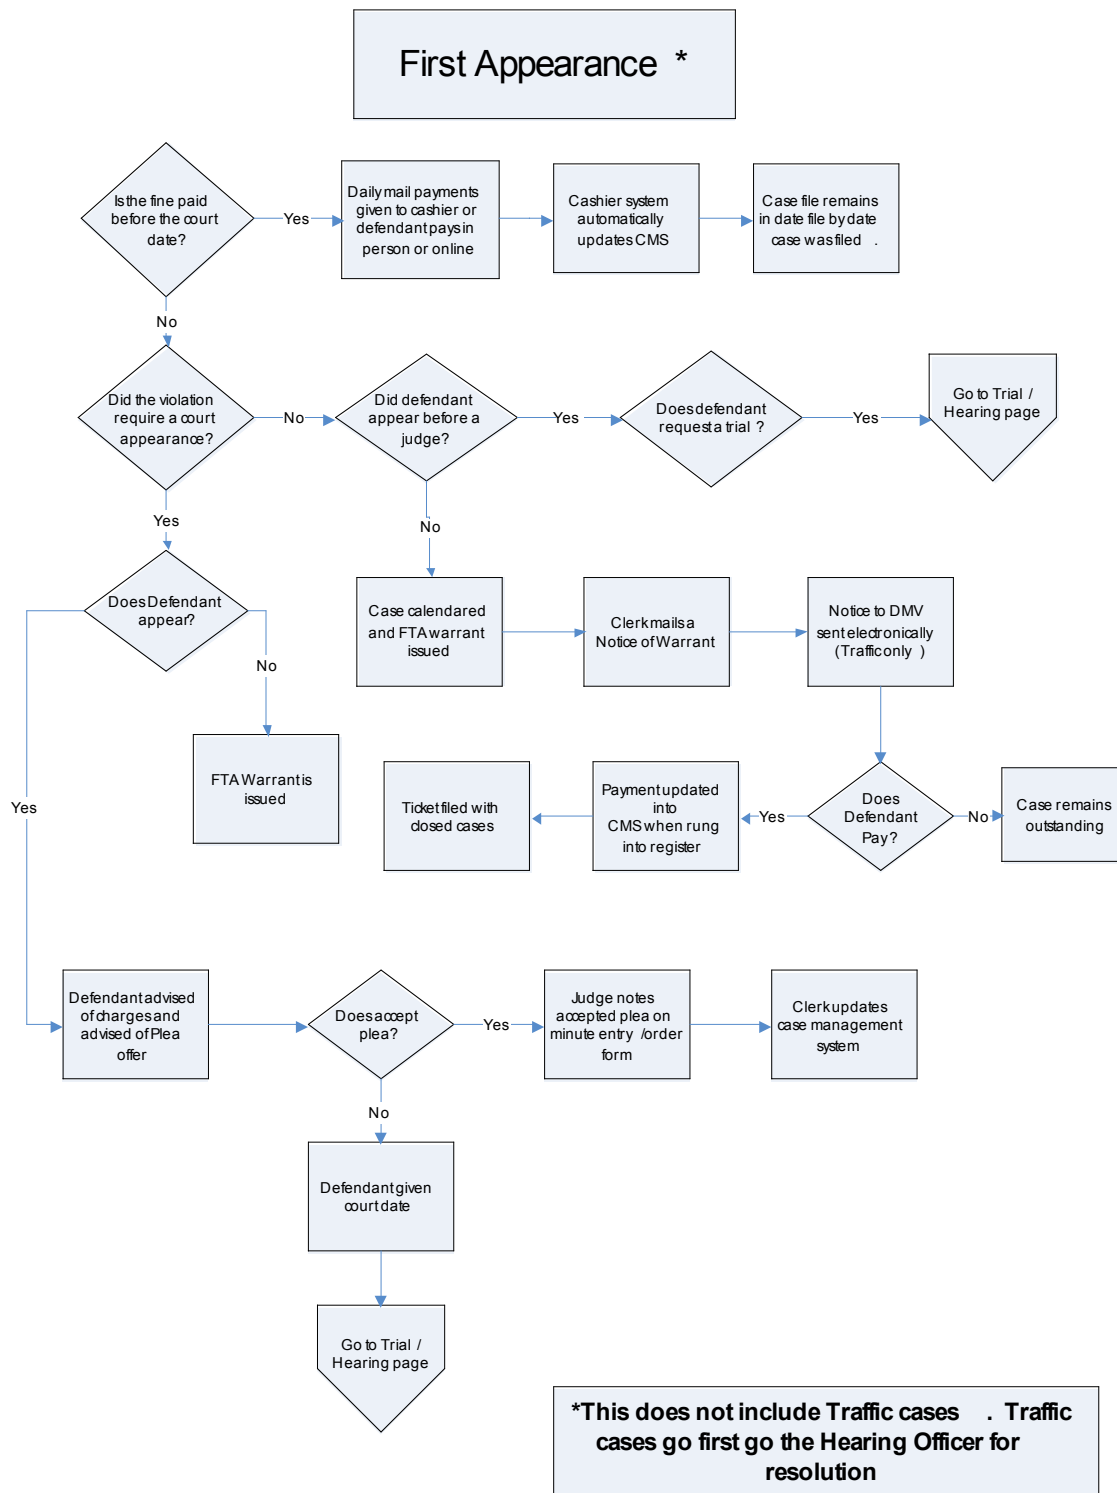 First Appearance *
Is the fine paid
before the court
date?
Yes
Daily mail payments
given to cashier or
defendant pays in
person or online
Cashier system
automatically
updates CMS
Case file remains
in date file by date
case was filed .
No
Did the violation
require a court
appearance?
No
Did defendant
appear before a
judge?
Yes
Does defendant
request a trial ?
Yes
Go to Trial /
Hearing page
Yes
No
Does Defendant
appear?
No
Case calendared
and FTA warrant
issued
Clerk mails a
Notice of Warrant
Notice to DMV
sent electronically
( Traffic only )
FTA Warrant is
issued
Yes
Ticket filed with
closed cases
Payment updated
into
CMS when rung
into register
Yes
Does
Defendant
Pay?
No
Case remains
outstanding
Defendant advised
of charges and
advised of Plea
offer
Does accept
plea?
Yes
Judge notes
accepted plea on
minute entry /order
form
Clerk updates
case management
system
No
Defendant given
court date
Go to Trial /
Hearing page
*This does not include Traffic cases . Traffic
cases go first go the Hearing Officer for
resolution